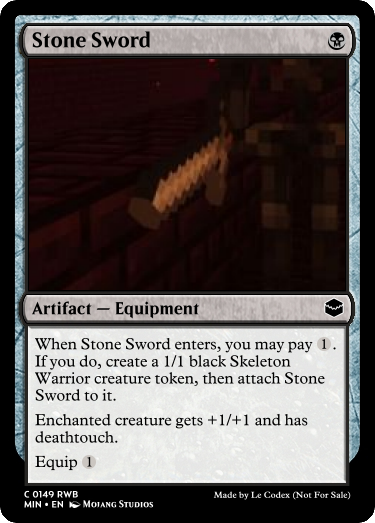 Stone Sword
Artifact — Equipment
When Stone Sword enters, you may pay 1.
If you do, create a 1/1 black Skeleton
Warrior creature token, then attach Stone
Sword to it.
Enchanted creature gets +1/+1 and has
deathtouch.
Equip 1
C 0149 RWB
MIN • EN Mojang Studios
Made by Le Codex (Not For Sale)